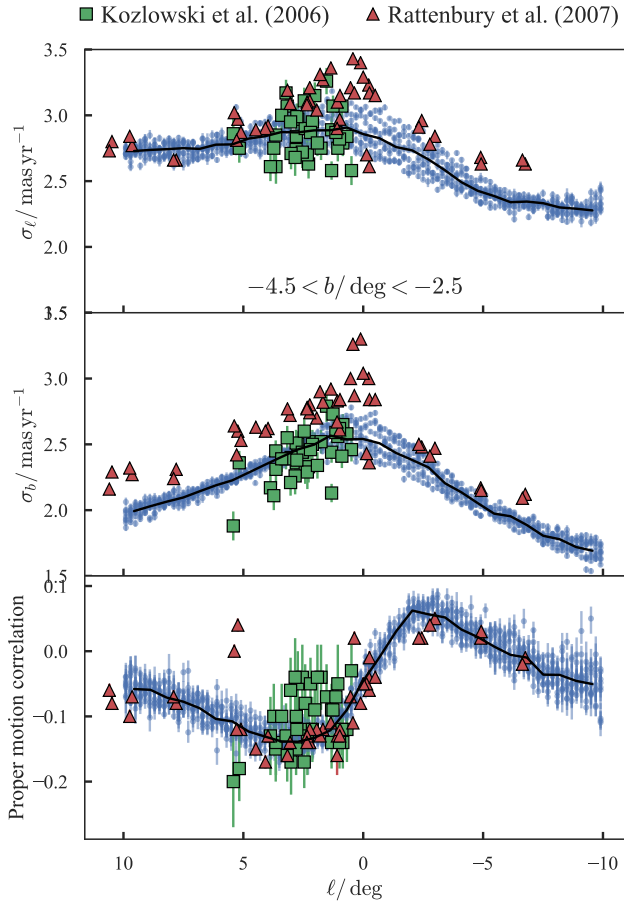 Kozlowski et al. (2006) Rattenbury et al. (2007)
3.5
3.0
2.5
2.0
σℓ / mas yr⁻¹
−4.5 < b/ deg < −2.5
1.5
3.0
2.5
2.0
σb / mas yr⁻¹
1.5
0.1
0.0
−0.1
−0.2
Proper motion correlation
10 5 0 −5 −10
ℓ/ deg